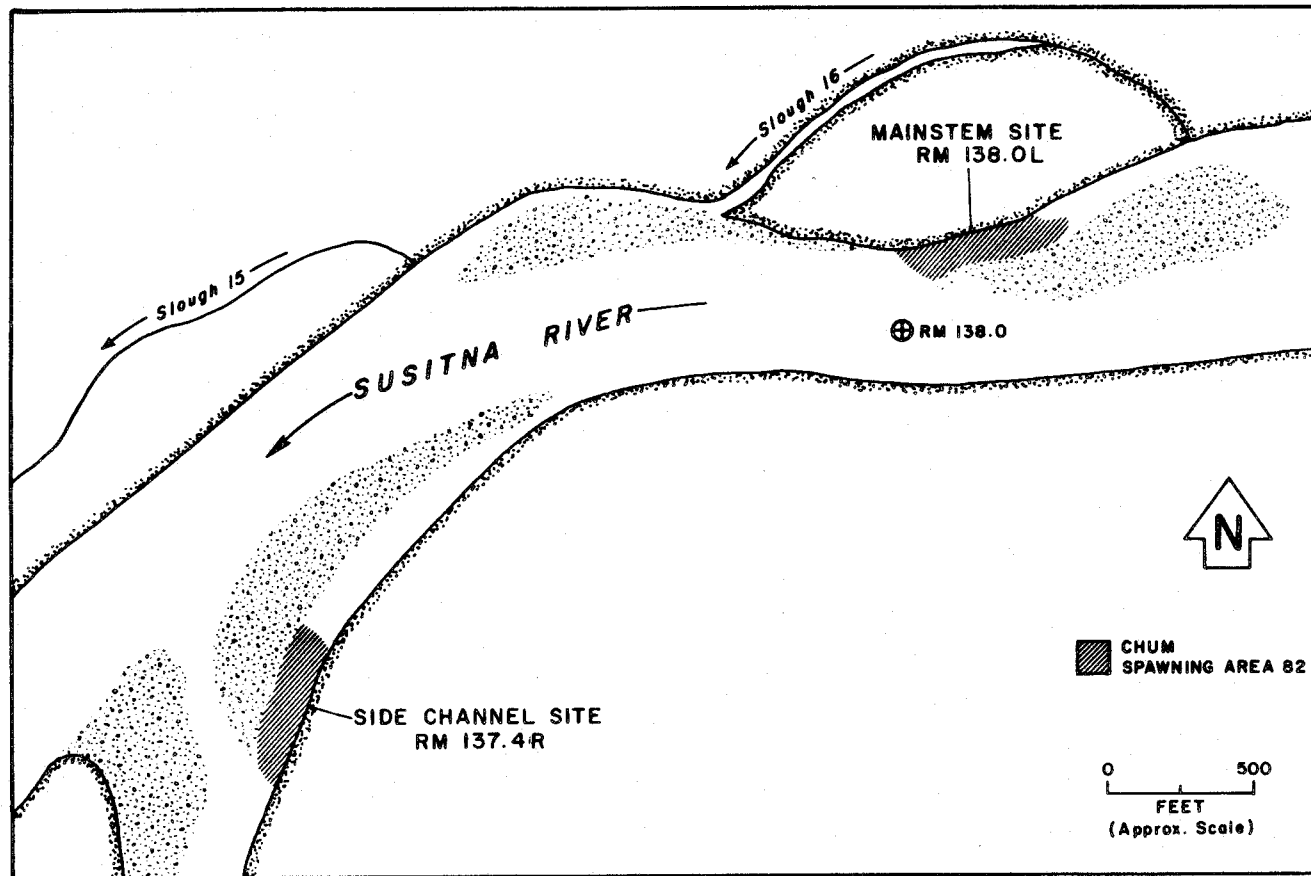 Slough 16
MAINSTEM SITE
RM 138.0L
Slough 15
SUSITNA RIVER
RM 138.0
N
CHUM
SPAWNING AREA 82
SIDE CHANNEL SITE
RM 137.4R
0 500
FEET
(Approx. Scale)